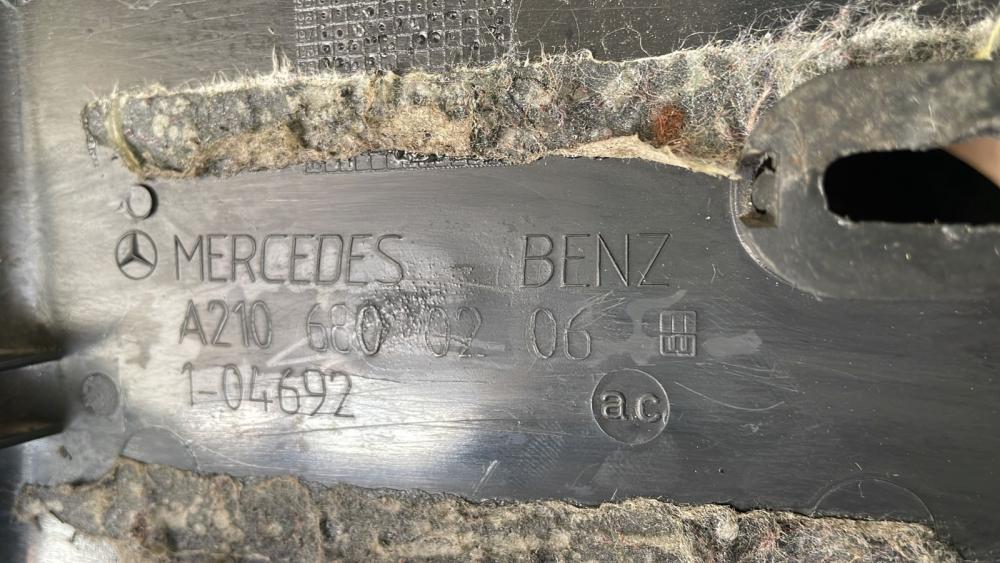 MERCEDES BENZ
A210 680 02 06
1-04692
a.c.